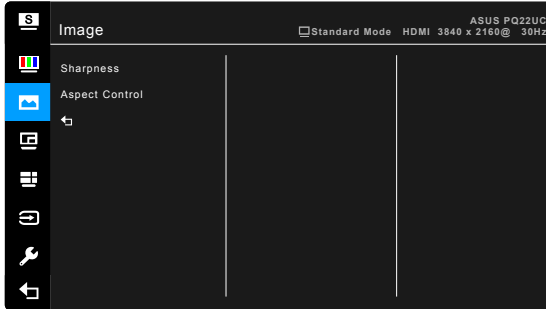 S
ASUS PQ22UC
Image
Standard Mode HDMI 3840 x 2160@ 30Hz
Sharpness
Aspect Control